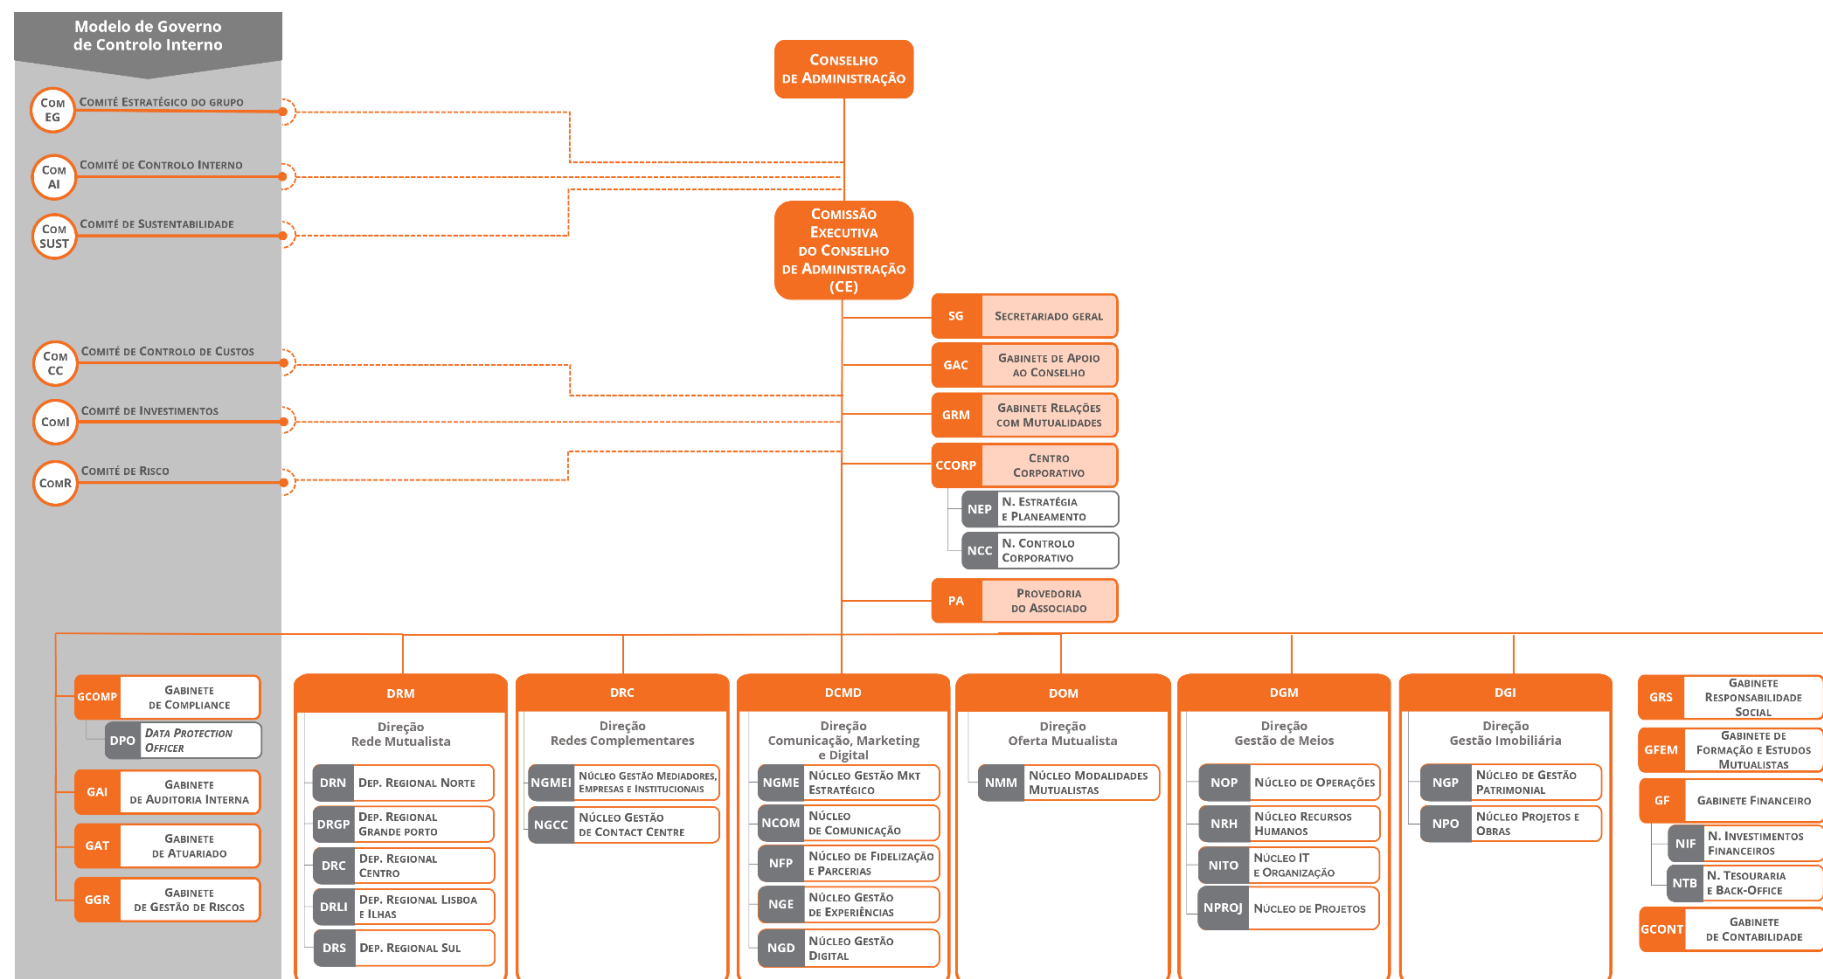 Modelo de Governo
de Controlo Interno
Conselho
de Administração
Com
EG
Comité Estratégico do grupo
Com
AI
Comité de Controlo Interno
Com
SUST
Comité de Sustentabilidade
Comissão
Executiva
do Conselho
de Administração
(CE)
SG
Secretariado geral
Com
CC
Comité de Controlo de Custos
GAC
Gabinete de Apoio
ao Conselho
ComI
Comité de Investimentos
GRM
Gabinete Relações
com Mutualidades
ComR
Comité de Risco
CCORP
Centro
Corporativo
NEP
N. Estratégia
e Planeamento
NCC
N. Controlo
Corporativo
PA
Provedoria
do Associado
GCOMP
Gabinete
de Compliance
DPO
Data Protection
Officer
GAI
Gabinete
de Auditoria Interna
GAT
Gabinete
de Atuariado
GGR
Gabinete
de Gestão de Riscos
DRM
Direção
Rede Mutualista
DRN
Dep. Regional Norte
DRGP
Dep. Regional
Grande porto
DRC
Dep. Regional
Centro
DRLI
Dep. Regional Lisboa
e Ilhas
DRS
Dep. Regional Sul
DRC
Direção
Redes Complementares
NGMEI
Núcleo Gestão Mediadores,
Empresas e Institucionais
NGCC
Núcleo Gestão
de Contact Centre
DCMD
Direção
Comunicação, Marketing
e Digital
NGME
Núcleo Gestão Mkt
Estratégico
NCOM
Núcleo
de Comunicação
NFP
Núcleo de Fidelização
e Parcerias
NGE
Núcleo Gestão
de Experiências
NGD
Núcleo Gestão
Digital
DOM
Direção
Oferta Mutualista
NMM
Núcleo Modalidades
Mutualistas
DGM
Direção
Gestão de Meios
NOP
Núcleo de Operações
NRH
Núcleo Recursos
Humanos
NITO
Núcleo IT
e Organização
NPROJ
Núcleo de Projetos
DGI
Direção
Gestão Imobiliária
NGP
Núcleo de Gestão
Patrimonial
NPO
Núcleo Projetos e
Obras
GRS
Gabinete
Responsabilidade
Social
GFEM
Gabinete de
Formação e Estudos
Mutualistas
GF
Gabinete Financeiro
NIF
N. Investimentos
Financeiros
NTB
N. Tesouraria
e Back-Office
GCONT
Gabinete
de Contabilidade